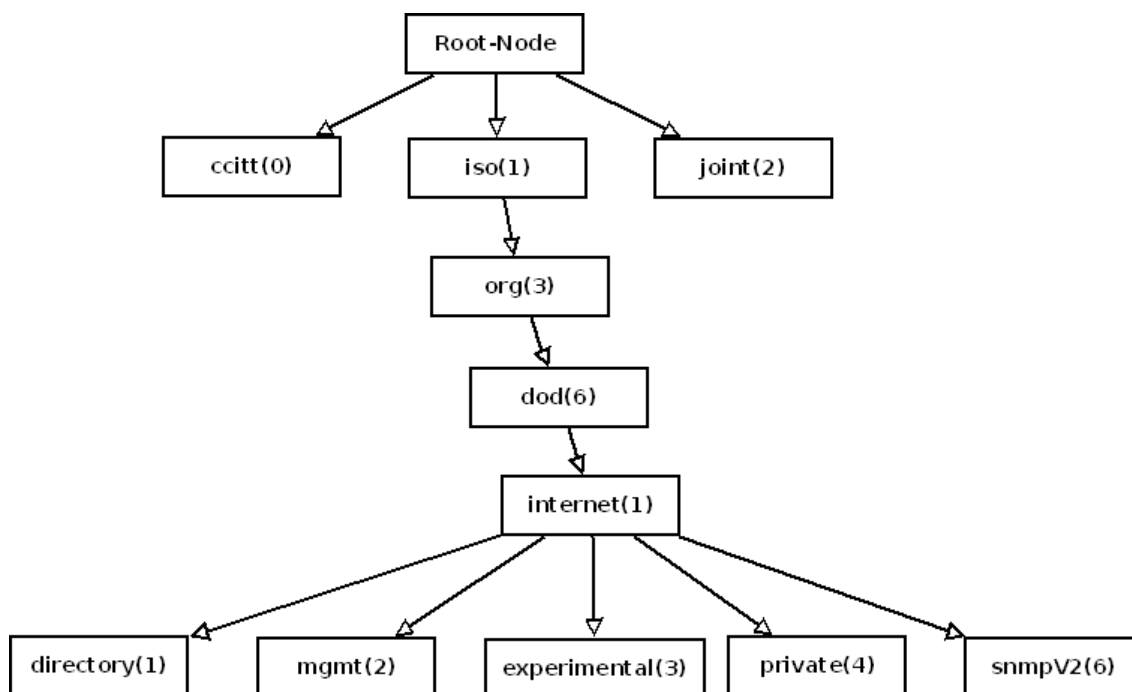 Root-Node
ccitt(0)
iso(1)
joint(2)
org(3)
dod(6)
internet(1)
directory(1)
mgmt(2)
experimental(3)
private(4)
snmpV2(6)